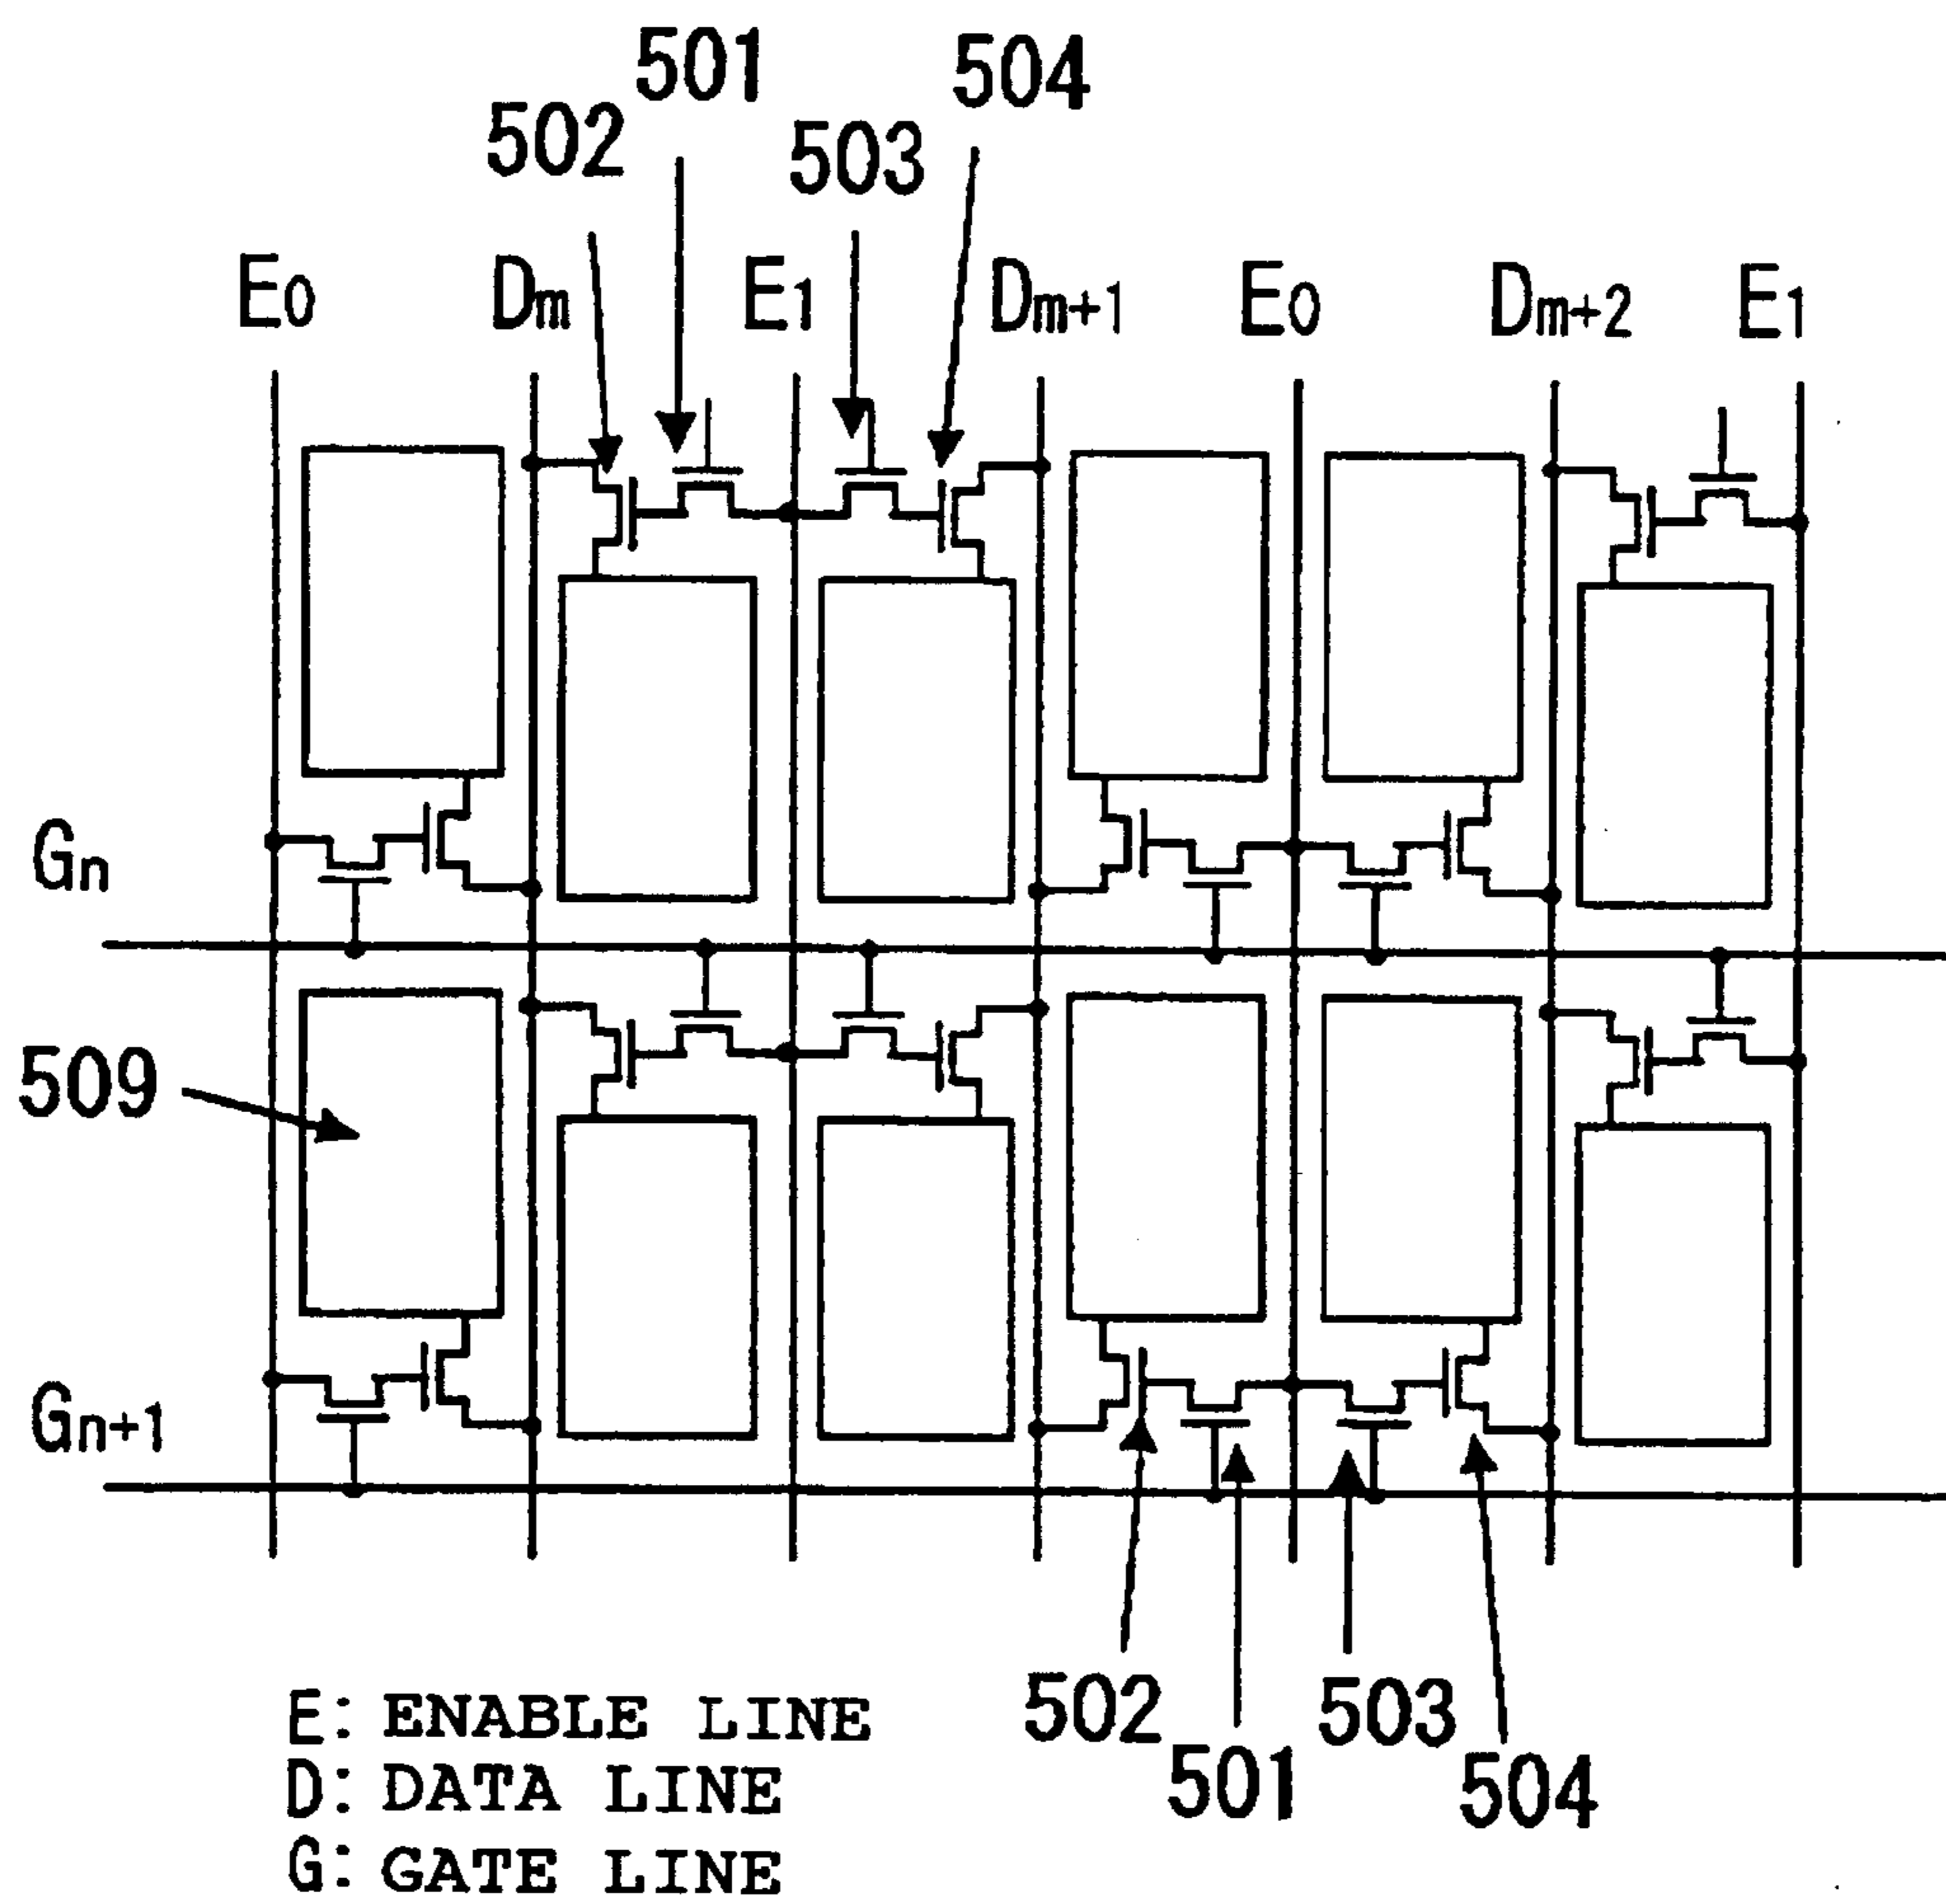 501
504
502
503
E0
Dm
E1
Dm+1
E0
Dm+2
E1
Gn
509
Gn+1
502
501
503
504
E: ENABLE LINE
D: DATA LINE
G: GATE LINE